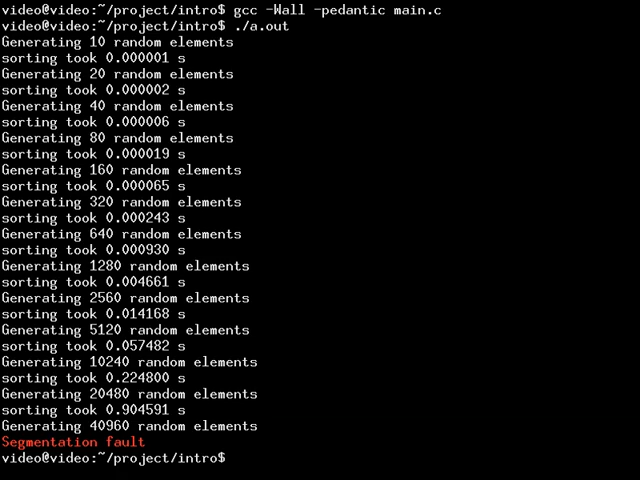 video@video:~/project/intro$ gcc -Wall -pedantic main.c
video@video:~/project/intro$ ./a.out
Generating 10 random elements
sorting took 0.000001 s
Generating 20 random elements
sorting took 0.000002 s
Generating 40 random elements
sorting took 0.000006 s
Generating 80 random elements
sorting took 0.000019 s
Generating 160 random elements
sorting took 0.000065 s
Generating 320 random elements
sorting took 0.000243 s
Generating 640 random elements
sorting took 0.000930 s
Generating 1280 random elements
sorting took 0.004661 s
Generating 2560 random elements
sorting took 0.014168 s
Generating 5120 random elements
sorting took 0.057482 s
Generating 10240 random elements
sorting took 0.224800 s
Generating 20480 random elements
sorting took 0.904591 s
Generating 40960 random elements
Segmentation fault
video@video:~/project/intro$